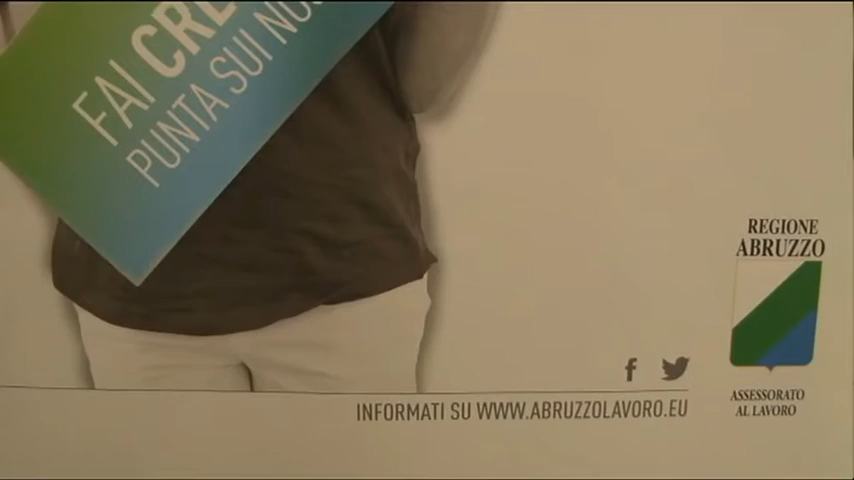 FAI
PUNTA SUI
REGIONE
ABRUZZO
INFORMATI SU WWW.ABRUZZOLAVORO.EU
ASSESSORATO
AL LAVORO